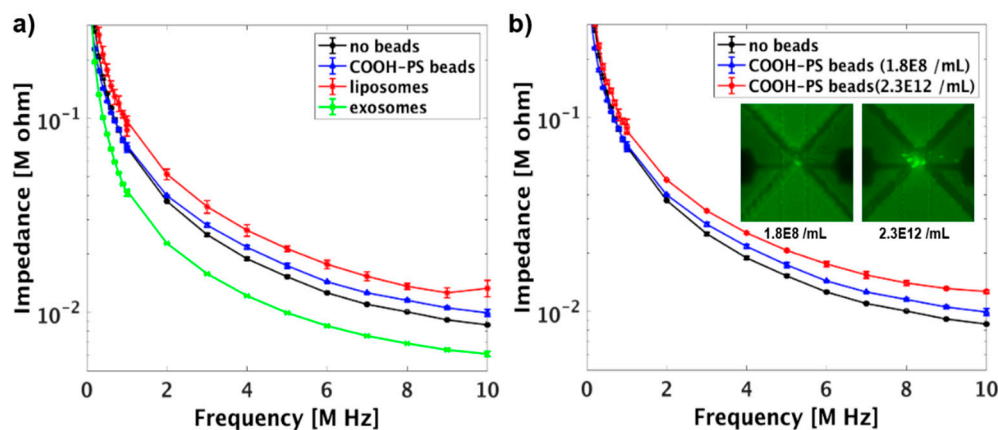 a)
no beads
COOH-PS beads
liposomes
exosomes
Impedance [M ohm]
10^-1
10^-2
0 2 4 6 8 10
Frequency [M Hz]
b)
no beads
COOH-PS beads (1.8E8 /mL)
COOH-PS beads(2.3E12 /mL)
1.8E8 /mL 2.3E12 /mL
Impedance [M ohm]
10^-1
10^-2
0 2 4 6 8 10
Frequency [M Hz]